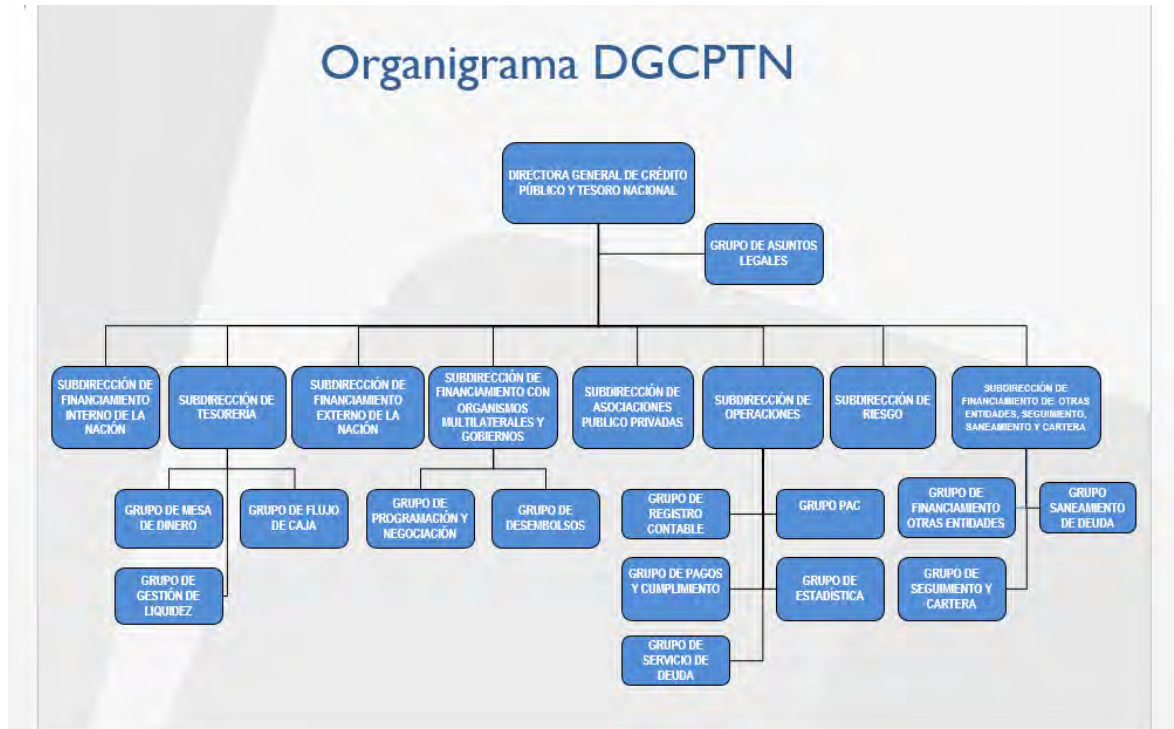 Organigrama DGCPTN
DIRECTORA GENERAL DE CRÉDITO
PÚBLICO Y TESORO NACIONAL
GRUPO DE ASUNTOS
LEGALES
SUBDIRECCIÓN DE
FINANCIAMIENTO
INTERNO DE LA
NACIÓN
SUBDIRECCIÓN DE
TESORERÍA
SUBDIRECCIÓN DE
FINANCIAMIENTO
EXTERNO DE LA
NACIÓN
SUBDIRECCIÓN DE
FINANCIAMIENTO CON
ORGANISMOS
MULTILATERALES Y
GOBIERNOS
SUBDIRECCIÓN DE
ASOCIACIONES
PUBLICO PRIVADAS
SUBDIRECCIÓN DE
OPERACIONES
SUBDIRECCIÓN DE
RIESGO
SUBDIRECCIÓN DE
FINANCIAMIENTO DE OTRAS
ENTIDADES, SEGUIMIENTO,
SANEAMIENTO Y CARTERA
GRUPO DE MESA
DE DINERO
GRUPO DE FLUJO
DE CAJA
GRUPO DE
PROGRAMACIÓN Y
NEGOCIACIÓN
GRUPO DE
DESEMBOLSOS
GRUPO DE
REGISTRO
CONTABLE
GRUPO PAC
GRUPO DE
FINANCIAMIENTO
OTRAS ENTIDADES
GRUPO
SANEAMIENTO
DE DEUDA
GRUPO DE
GESTIÓN DE
LIQUIDEZ
GRUPO DE PAGOS
Y CUMPLIMIENTO
GRUPO DE
ESTADÍSTICA
GRUPO DE
SEGUIMIENTO Y
CARTERA
GRUPO DE
SERVICIO DE
DEUDA